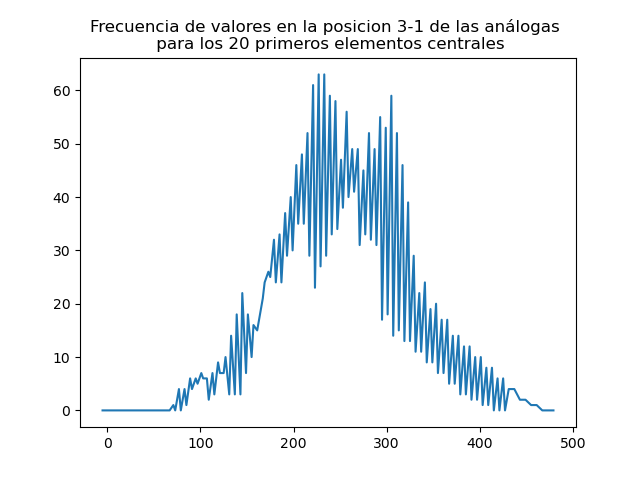 Frecuencia de valores en la posicion 3-1 de las análogas
para los 20 primeros elementos centrales
60
50
40
30
20
10
0
0 100 200 300 400 500